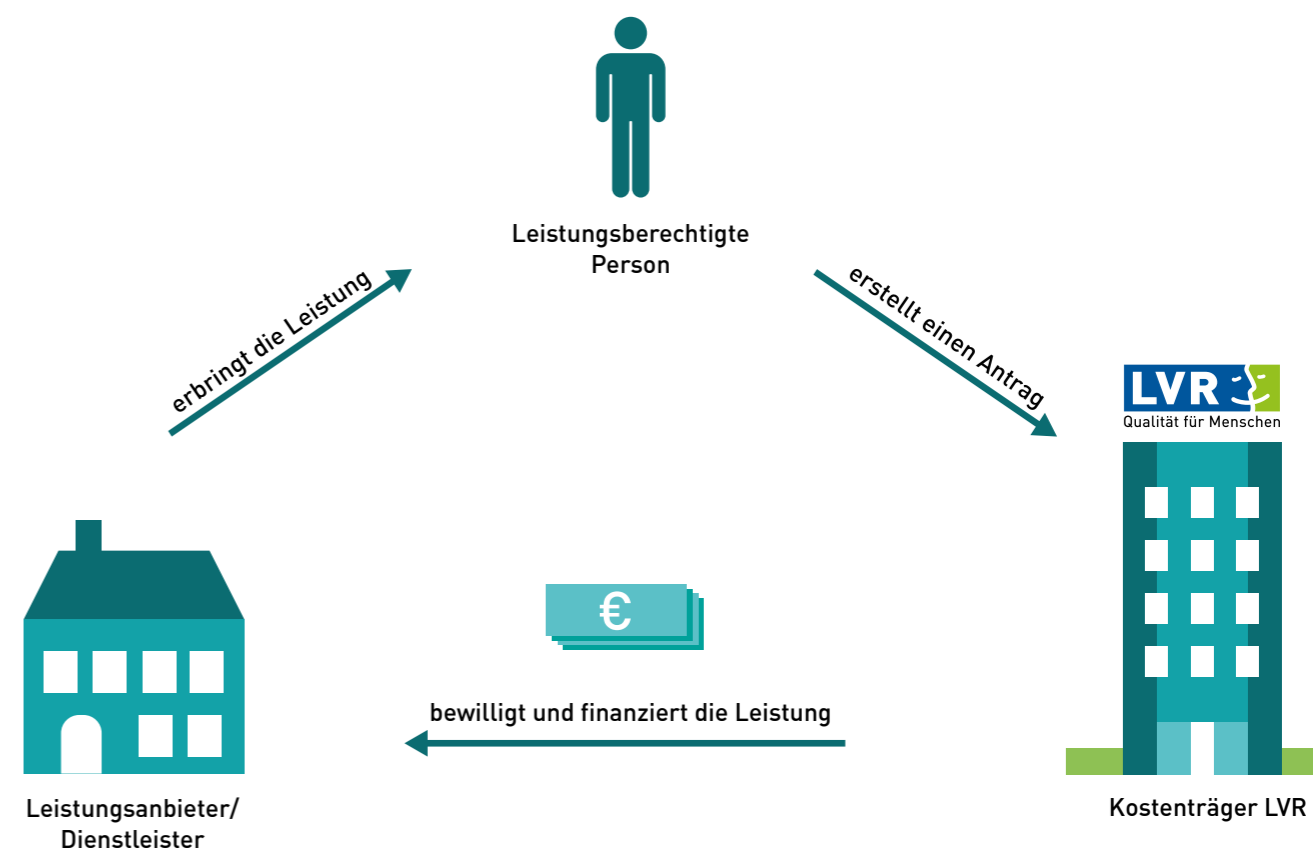 Leistungsberechtigte
Person
erbringt die Leistung
erstellt einen Antrag
LVR
Qualität für Menschen
€
bewilligt und finanziert die Leistung
Leistungsanbieter/
Dienstleister
Kostenträger LVR